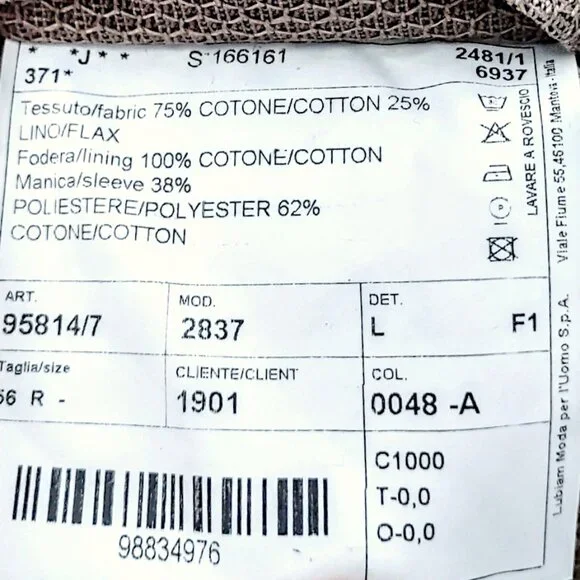 * *J * * S 166161 2481/1
371* 6937
Tessuto/fabric 75% COTONE/COTTON 25%
LINO/FLAX
Fodera/lining 100% COTONE/COTTON
Manica/sleeve 38%
POLIESTERE/POLYESTER 62%
COTONE/COTTON
LAVARE A ROVESCIO
Lubiam Moda per l'Uomo S.p.A. Viale Fiume 55,46100 Mantova - Italia
ART. MOD. DET.
95814/7 2837 L F1
Taglia/size CLIENTE/CLIENT COL.
56 R - 1901 0048 -A
C1000
T-0,0
O-0,0
98834976